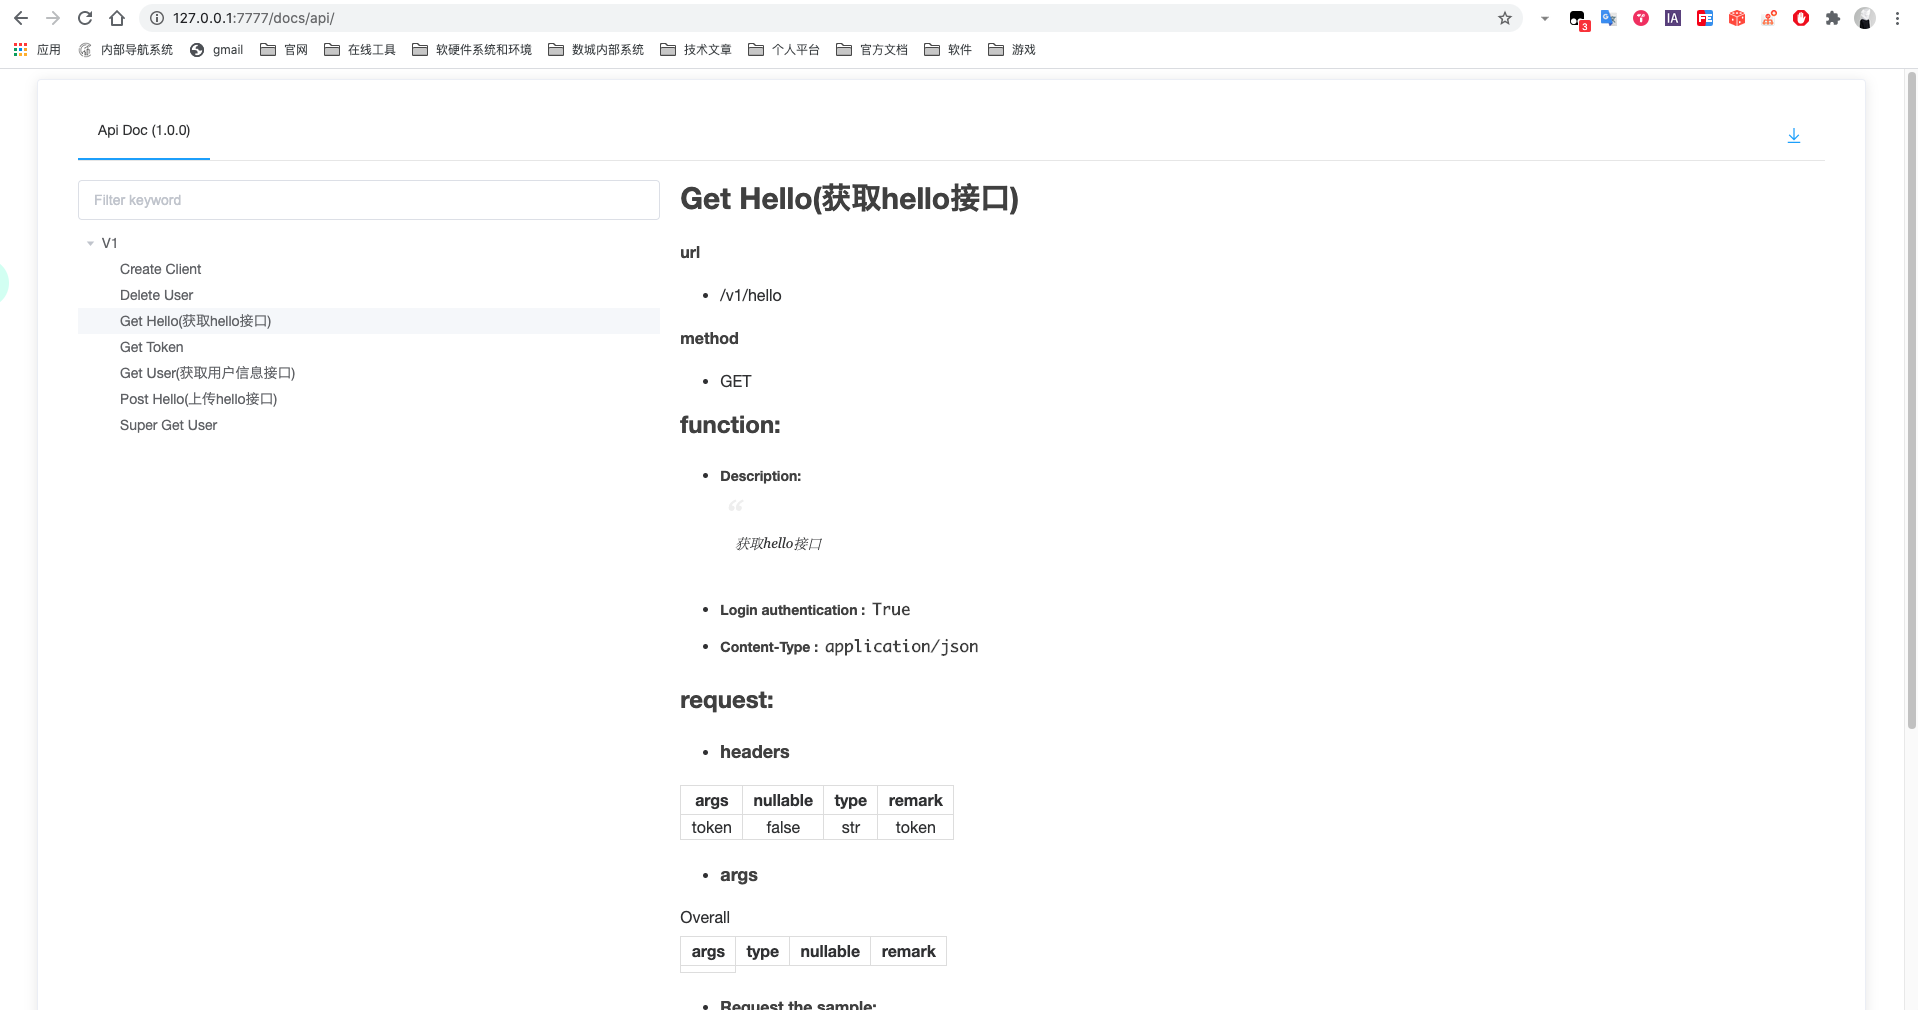 127.0.0.1:7777/docs/api/
3
IA
FE
应用
内部导航系统
gmail
官网
在线工具
软硬件系统和环境
数城内部系统
技术文章
个人平台
官方文档
软件
游戏
Api Doc (1.0.0)
Filter keyword
V1
Create Client
Delete User
Get Hello(获取hello接口)
Get Token
Get User(获取用户信息接口)
Post Hello(上传hello接口)
Super Get User
Get Hello(获取hello接口)
url
• /v1/hello
method
• GET
function:
• Description:
“
获取hello接口
• Login authentication : True
• Content-Type : application/json
request:
• headers
args nullable type remark
token false str token
• args
Overall
args type nullable remark
• Request the sample: